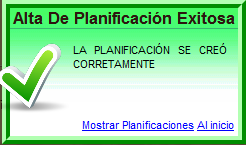 Alta De Planificación Exitosa
LA PLANIFICACIÓN SE CREÓ
CORRETAMENTE
Mostrar Planificaciones Al inicio